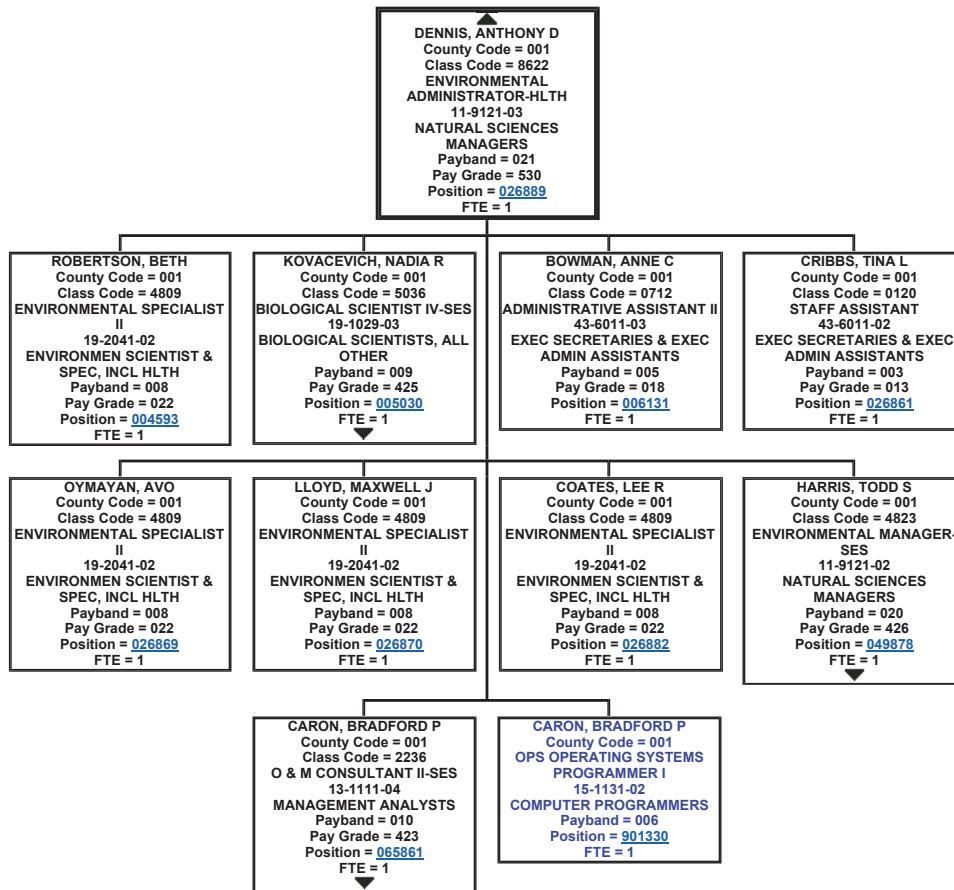 DENNIS, ANTHONY D
County Code = 001
Class Code = 8622
ENVIRONMENTAL
ADMINISTRATOR-HLTH
11-9121-03
NATURAL SCIENCES
MANAGERS
Payband = 021
Pay Grade = 530
Position = 026889
FTE = 1
ROBERTSON, BETH
County Code = 001
Class Code = 4809
ENVIRONMENTAL SPECIALIST
II
19-2041-02
ENVIRONMEN SCIENTIST &
SPEC, INCL HLTH
Payband = 008
Pay Grade = 022
Position = 004593
FTE = 1
KOVACEVICH, NADIA R
County Code = 001
Class Code = 5036
BIOLOGICAL SCIENTIST IV-SES
19-1029-03
BIOLOGICAL SCIENTISTS, ALL
OTHER
Payband = 009
Pay Grade = 425
Position = 005030
FTE = 1
BOWMAN, ANNE C
County Code = 001
Class Code = 0712
ADMINISTRATIVE ASSISTANT II
43-6011-03
EXEC SECRETARIES & EXEC
ADMIN ASSISTANTS
Payband = 005
Pay Grade = 018
Position = 006131
FTE = 1
CRIBBS, TINA L
County Code = 001
Class Code = 0120
STAFF ASSISTANT
43-6011-02
EXEC SECRETARIES & EXEC
ADMIN ASSISTANTS
Payband = 003
Pay Grade = 013
Position = 026861
FTE = 1
OYMAYAN, AVO
County Code = 001
Class Code = 4809
ENVIRONMENTAL SPECIALIST
II
19-2041-02
ENVIRONMEN SCIENTIST &
SPEC, INCL HLTH
Payband = 008
Pay Grade = 022
Position = 026869
FTE = 1
LLOYD, MAXWELL J
County Code = 001
Class Code = 4809
ENVIRONMENTAL SPECIALIST
II
19-2041-02
ENVIRONMEN SCIENTIST &
SPEC, INCL HLTH
Payband = 008
Pay Grade = 022
Position = 026870
FTE = 1
COATES, LEE R
County Code = 001
Class Code = 4809
ENVIRONMENTAL SPECIALIST
II
19-2041-02
ENVIRONMEN SCIENTIST &
SPEC, INCL HLTH
Payband = 008
Pay Grade = 022
Position = 026882
FTE = 1
HARRIS, TODD S
County Code = 001
Class Code = 4823
ENVIRONMENTAL MANAGER-
SES
11-9121-02
NATURAL SCIENCES
MANAGERS
Payband = 020
Pay Grade = 426
Position = 049878
FTE = 1
CARON, BRADFORD P
County Code = 001
Class Code = 2236
O & M CONSULTANT II-SES
13-1111-04
MANAGEMENT ANALYSTS
Payband = 010
Pay Grade = 423
Position = 065861
FTE = 1
CARON, BRADFORD P
County Code = 001
OPS OPERATING SYSTEMS
PROGRAMMER I
15-1131-02
COMPUTER PROGRAMMERS
Payband = 006
Position = 901330
FTE = 1